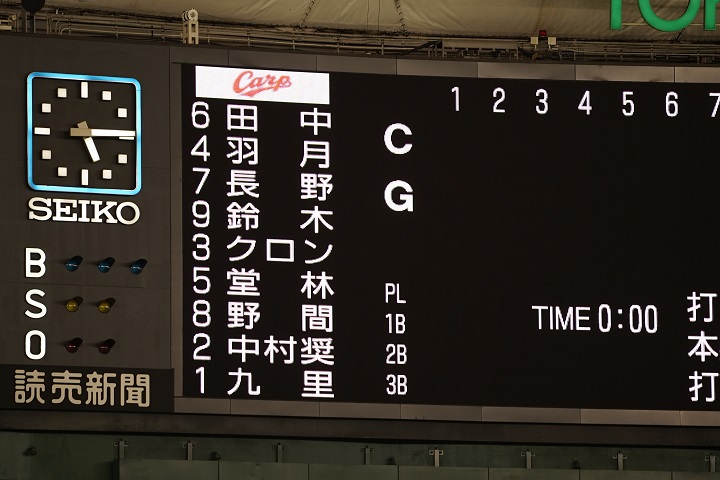 TO
Carp
1 2 3 4 5 6 7
6 田中
4 羽月
7 長野
9 鈴木
3 クロン
5 堂林
8 野間
2 中村奨
1 九里
C
G
PL
1B
2B
3B
TIME 0:00
打
本
打
SEIKO
B
S
O
読売新聞